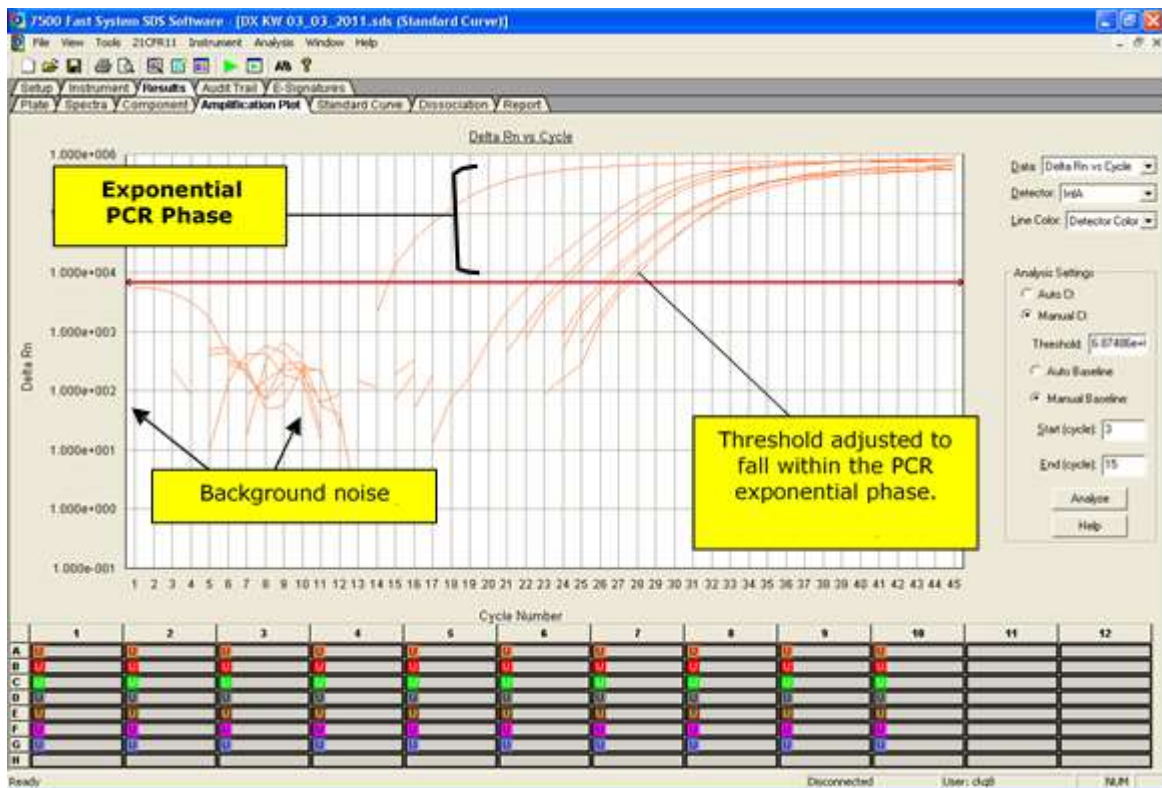 7500 Fast System SDS Software - [DX KW 03_03_2011.sds (Standard Curve)]
File View Tools 21CFR11 Instrument Analysis Window Help
Setup Instrument Results Audit Trail E-Signatures
Plate Spectra Component Amplification Plot Standard Curve Dissociation Report
Delta Rn vs Cycle
1.000e+006
1.000e+004
1.000e+003
1.000e+002
1.000e+001
1.000e+000
1.000e-001
Delta Rn
Exponential
PCR Phase
Background noise
Threshold adjusted to
fall within the PCR
exponential phase.
1 2 3 4 5 6 7 8 9 10 11 12 13 14 15 16 17 18 19 20 21 22 23 24 25 26 27 28 29 30 31 32 33 34 35 36 37 38 39 40 41 42 43 44 45
Cycle Number
Data: Delta Rn vs Cycle
Detector:
Line Color: Detector Color
Analysis Settings
Auto Ct
Manual Ct
Threshold:
Auto Baseline
Manual Baseline
Start (cycle): 3
End (cycle): 15
Analyse
Help
1 2 3 4 5 6 7 8 9 10 11 12
A U U U U U U U U U U
B U U U U U U U U U U
C U U U U U U U U U U
D U U U U U U U U U U
E U U U U U U U U U U
F U U U U U U U U U U
G U U U U U U U U U U
H
Ready
Disconnected
User: ckq8
NUM